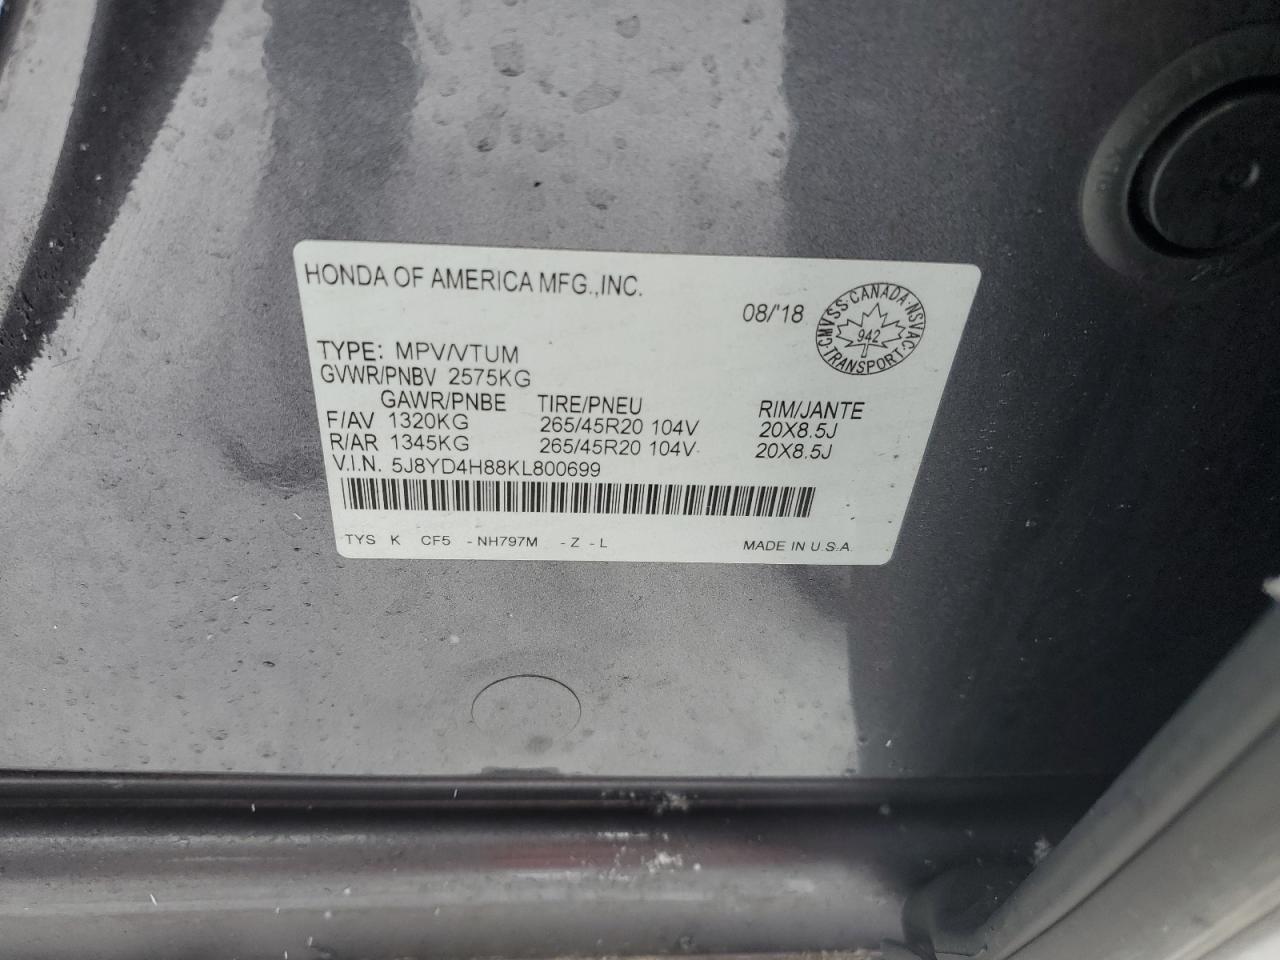 HONDA OF AMERICA MFG.,INC.
08/'18
CMVSS·CANADA·NSVAC
942
·TRANSPORT·
TYPE: MPV/VTUM
GVWR/PNBV 2575KG
GAWR/PNBE TIRE/PNEU RIM/JANTE
F/AV 1320KG 265/45R20 104V 20X8.5J
R/AR 1345KG 265/45R20 104V 20X8.5J
V.I.N. 5J8YD4H88KL800699
TYS K CF5 -NH797M -Z -L MADE IN U.S.A.